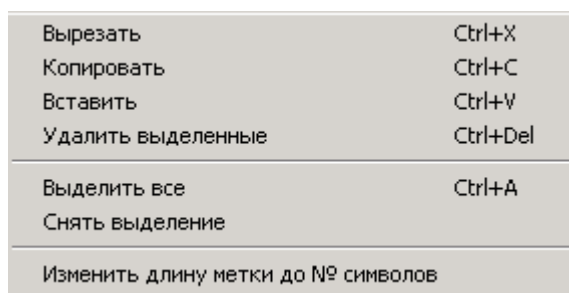 Вырезать Ctrl+X
Копировать Ctrl+C
Вставить Ctrl+V
Удалить выделенные Ctrl+Del
Выделить все Ctrl+A
Снять выделение
Изменить длину метки до № символов